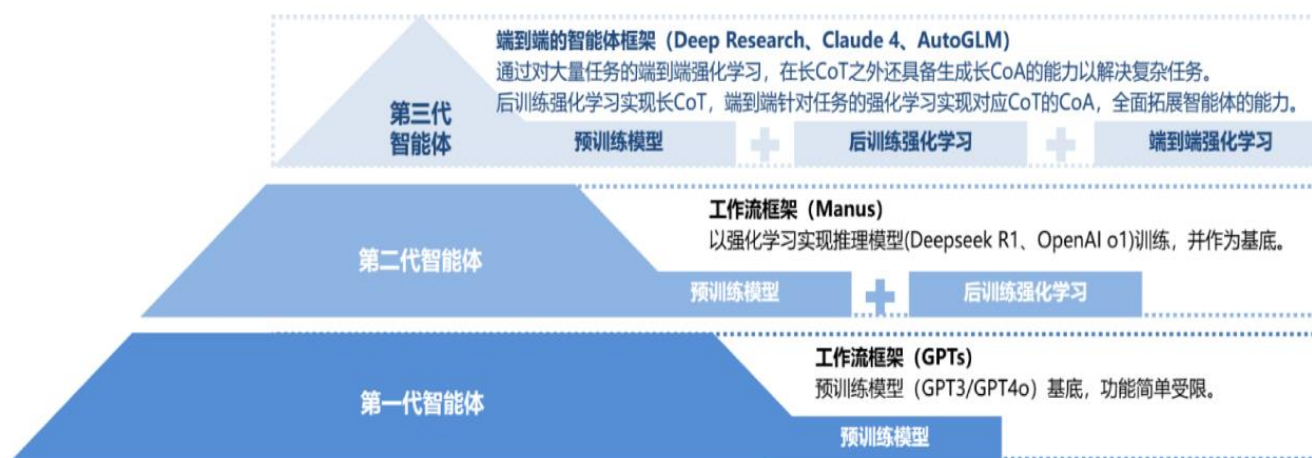 端到端的智能体框架（Deep Research、Claude 4、AutoGLM）
通过对大量任务的端到端强化学习，在长CoT之外还具备生成长CoA的能力以解决复杂任务。
后训练强化学习实现长CoT，端到端针对任务的强化学习实现对应CoT的CoA，全面拓展智能体的能力。
第三代
智能体
预训练模型
+
后训练强化学习
+
端到端强化学习
工作流框架（Manus）
以强化学习实现推理模型(Deepseek R1、OpenAI o1)训练，并作为基底。
第二代智能体
预训练模型
+
后训练强化学习
工作流框架（GPTs）
预训练模型（GPT3/GPT4o）基底，功能简单受限。
第一代智能体
预训练模型